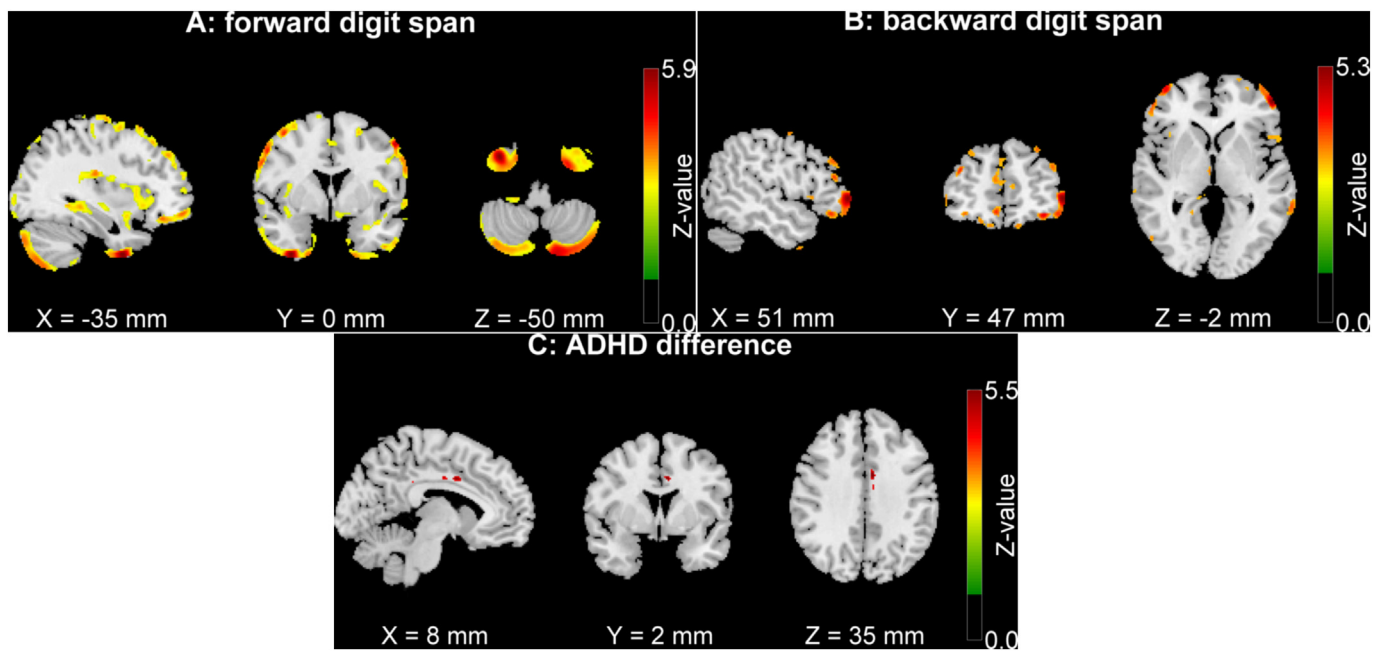 A: forward digit span
5.9
Z-value
0.0
X = -35 mm
Y = 0 mm
Z = -50 mm
B: backward digit span
5.3
Z-value
0.0
X = 51 mm
Y = 47 mm
Z = -2 mm
C: ADHD difference
5.5
Z-value
0.0
X = 8 mm
Y = 2 mm
Z = 35 mm